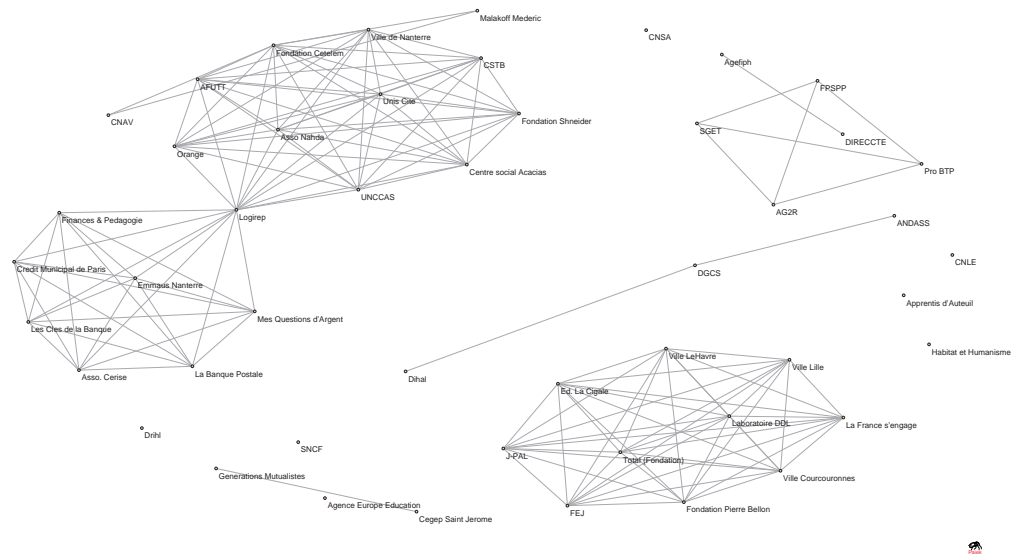 Malakoff Mederic
CNSA
Ville de Nanterre
Fondation Cetelem
CSTB
Agefiph
AFUTT
FPSPP
Unis Cite
CNAV
Fondation Shneider
SGET
Asso Nahda
DIRECCTE
Orange
Pro BTP
Centre social Acacias
UNCCAS
AG2R
Logirep
Finances & Pedagogie
ANDASS
CNLE
Credit Municipal de Paris
DGCS
Emmaus Nanterre
Apprentis d'Auteuil
Mes Questions d'Argent
Les Cles de la Banque
Habitat et Humanisme
Ville LeHavre
Ville Lille
La Banque Postale
Asso. Cerise
Dihal
Ed. La Cigale
Laboratoire DDL
La France s'engage
Drihl
SNCF
J-PAL
Total (Fondation)
Generations Mutualistes
Ville Courcouronnes
Agence Europe Education
Fondation Pierre Bellon
FEJ
Cegep Saint Jerome
Pajek